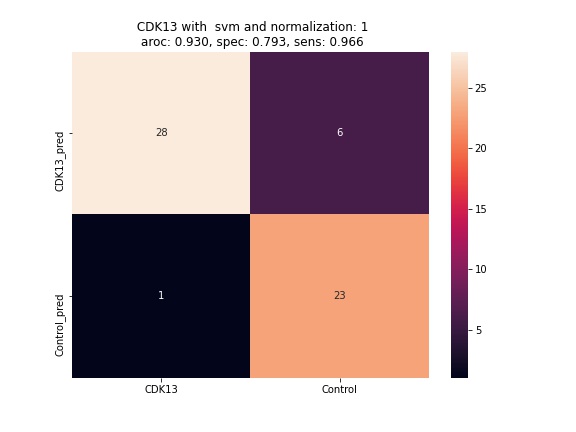 CDK13 with  svm and normalization: 1
aroc: 0.930, spec: 0.793, sens: 0.966
CDK13_pred
28
6
Control_pred
1
23
CDK13
Control
25
20
15
10
5